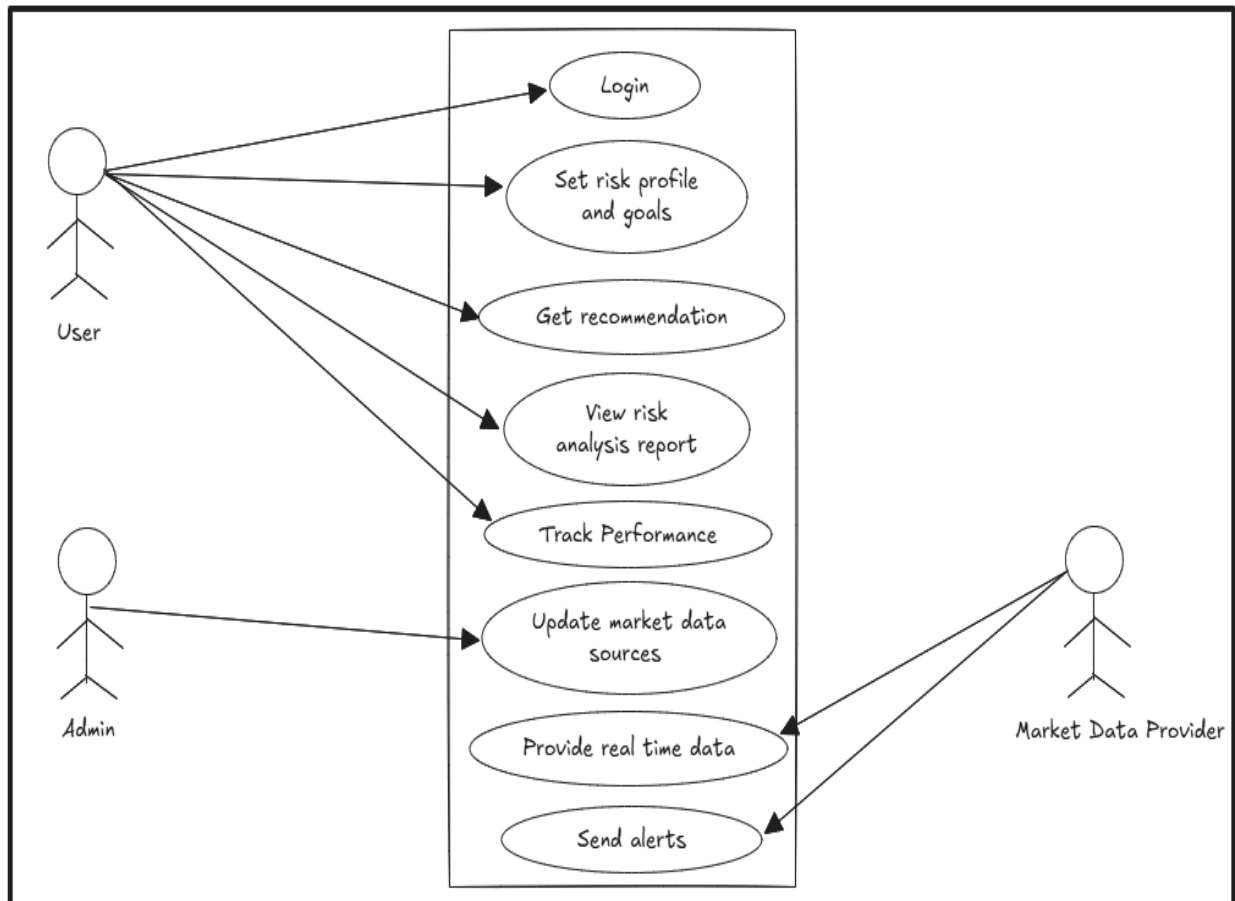 Login
Set risk profile
and goals
User
Get recommendation
View risk
analysis report
Track Performance
Update market data
sources
Admin
Market Data Provider
Provide real time data
Send alerts